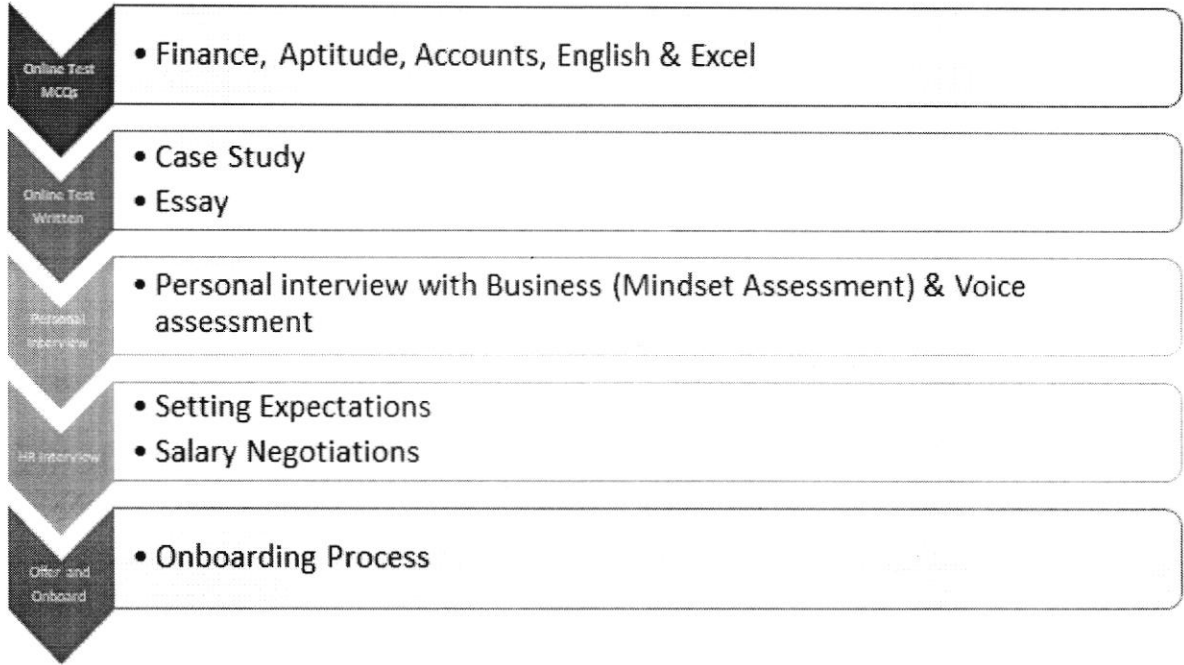 Online Test
MCQs
• Finance, Aptitude, Accounts, English & Excel
Online Test
Written
• Case Study
• Essay
Personal
Interview
• Personal interview with Business (Mindset Assessment) & Voice
assessment
HR Interview
• Setting Expectations
• Salary Negotiations
Offer and
Onboard
• Onboarding Process